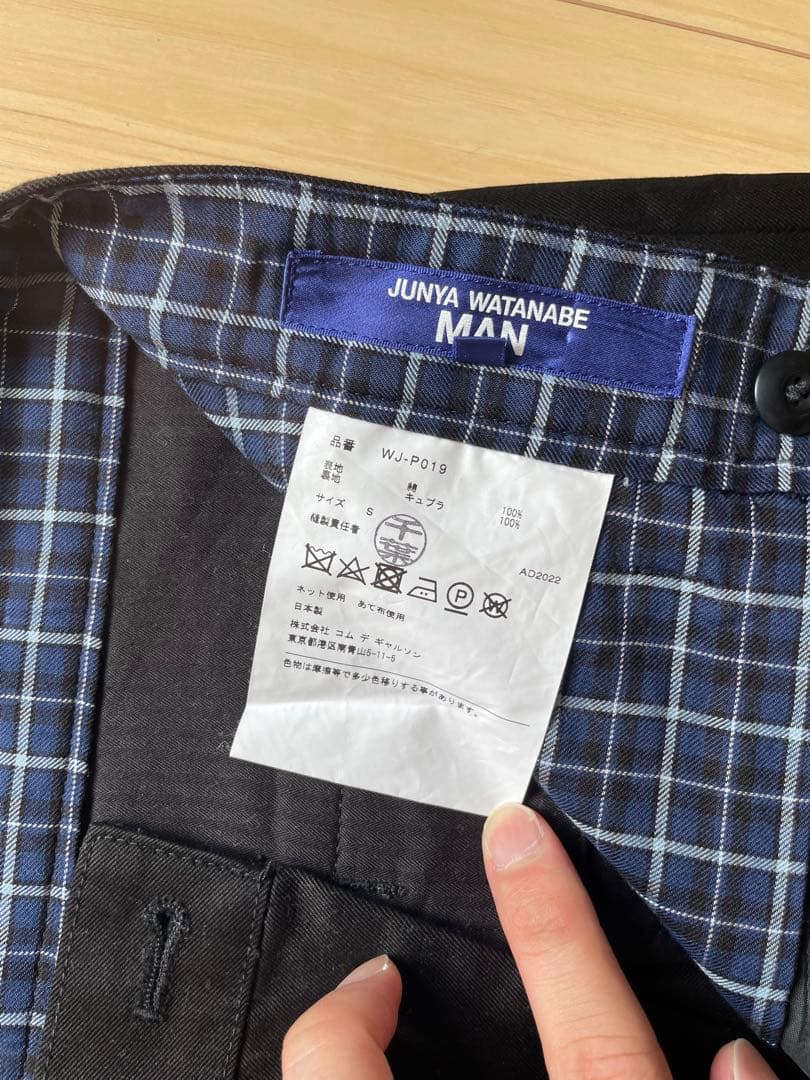 JUNYA WATANABE
MAN
品番 WJ-P019
表地 綿 100%
裏地 キュプラ 100%
サイズ S
縫製責任者 千葉
AD2022
P
W
ネット使用 あて布使用
日本製
株式会社 コム デ ギャルソン
東京都港区南青山5-11-5
色物は摩擦等で多少色移りする事があります。